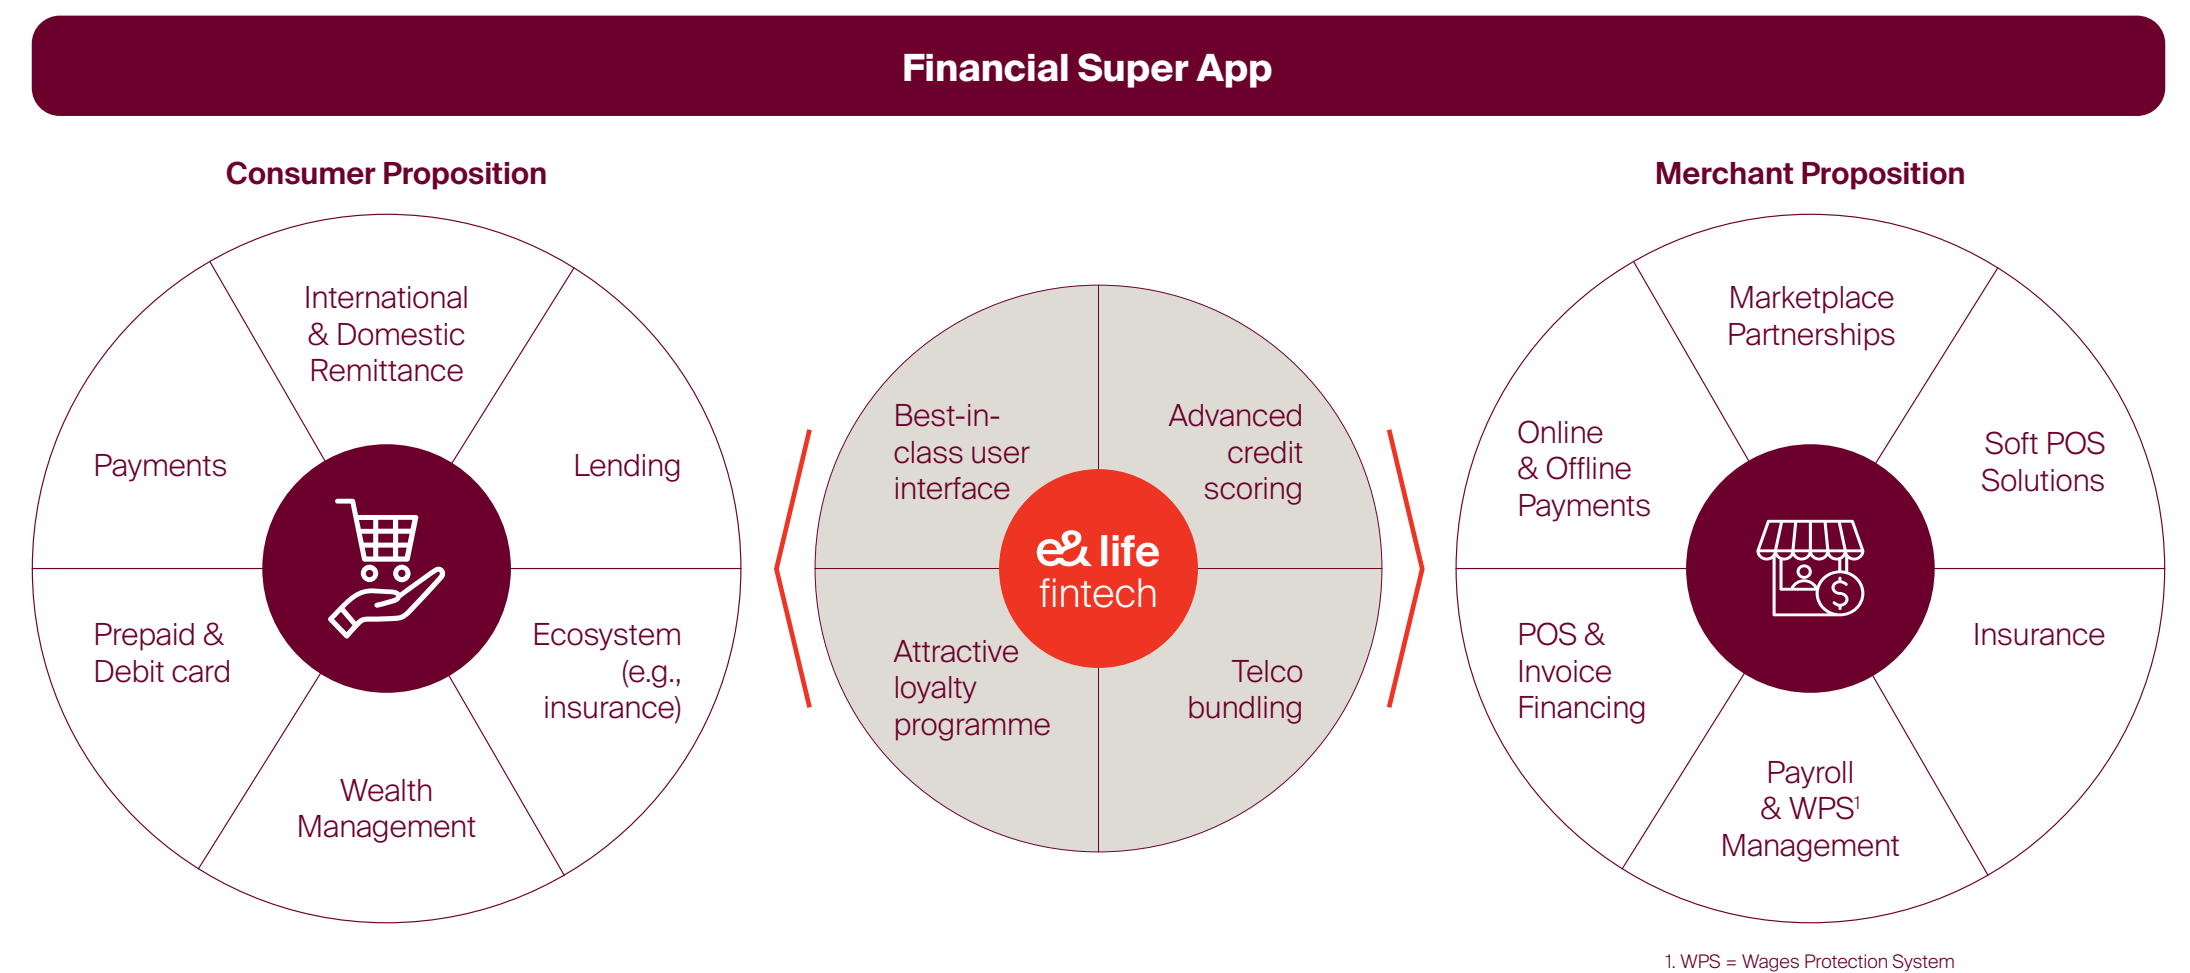 Financial Super App
Consumer Proposition
International
& Domestic
Remittance
Payments
Lending
Prepaid &
Debit card
Ecosystem
(e.g.,
insurance)
Wealth
Management
Best-in-
class user
interface
Advanced
credit
scoring
e& life
fintech
Attractive
loyalty
programme
Telco
bundling
Merchant Proposition
Marketplace
Partnerships
Online
& Offline
Payments
Soft POS
Solutions
POS &
Invoice
Financing
Insurance
Payroll
& WPS¹
Management
$
1. WPS = Wages Protection System